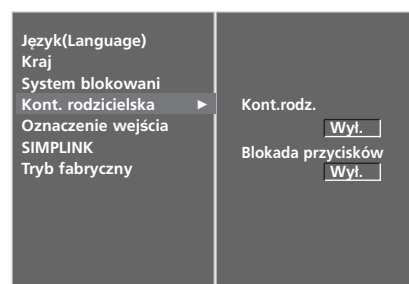 Język(Language)
Kraj
System blokowani
Kont. rodzicielska ►
Oznaczenie wejścia
SIMPLINK
Tryb fabryczny
Kont.rodz.
Wył.
Blokada przycisków
Wył.